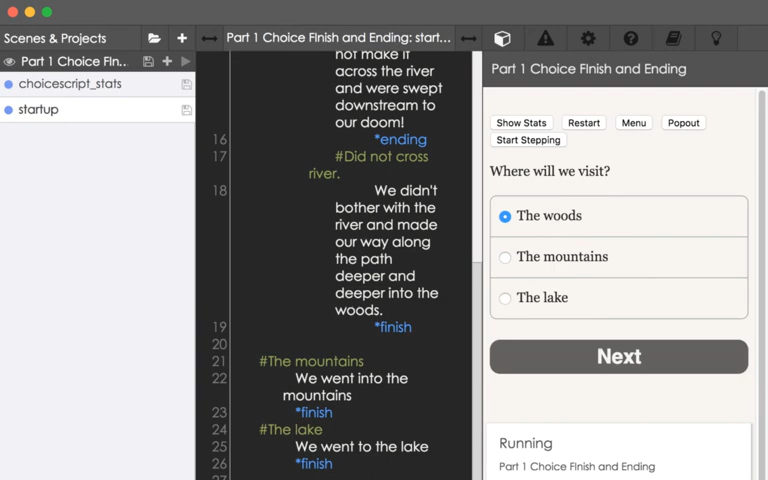 Scenes & Projects
Part 1 Choice FIn...
choicescript_stats
startup
Part 1 Choice FInish and Ending: start...
not make it
across the river
and were swept
downstream to
our doom!
16 *ending
17 #Did not cross
river.
18 We didn't
bother with the
river and made
our way along
the path
deeper and
deeper into the
woods.
19 *finish
20
21 #The mountains
22 We went into the
mountains
23 *finish
24 #The lake
25 We went to the lake
26 *finish
27
Part 1 Choice FInish and Ending
Show Stats Restart Menu Popout
Start Stepping
Where will we visit?
The woods
The mountains
The lake
Next
Running
Part 1 Choice FInish and Ending